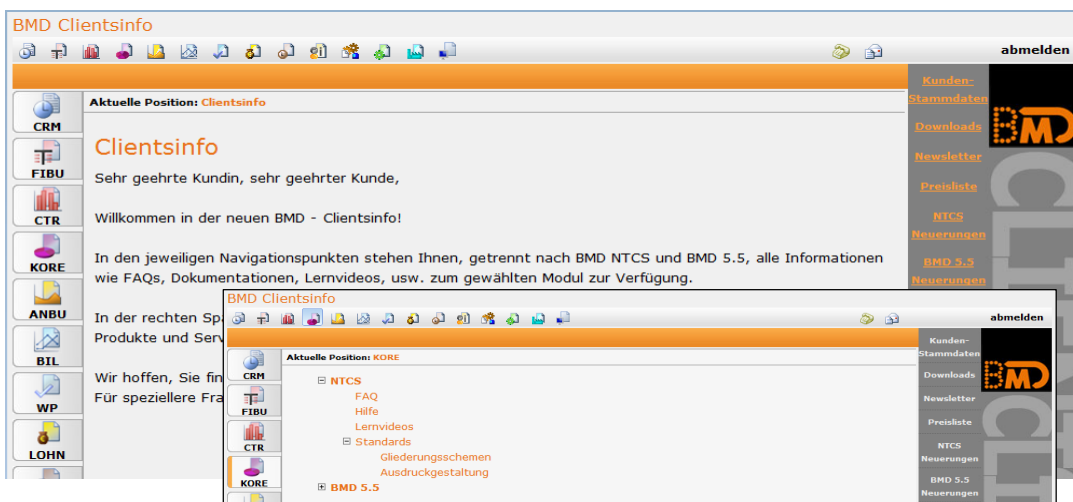 BMD Clientsinfo
abmelden
Aktuelle Position: Clientsinfo
CRM
FIBU
CTR
KORE
ANBU
BIL
WP
LOHN
Clientsinfo
Sehr geehrte Kundin, sehr geehrter Kunde,
Willkommen in der neuen BMD - Clientsinfo!
In den jeweiligen Navigationspunkten stehen Ihnen, getrennt nach BMD NTCS und BMD 5.5, alle Informationen
wie FAQs, Dokumentationen, Lernvideos, usw. zum gewählten Modul zur Verfügung.
In der rechten
Produkte und
Wir hoffen, Sie
Für speziellere
Kunden-
Stammdaten
Downloads
Newsletter
Preisliste
NTCS
Neuerungen
BMD 5.5
Neuerungen
BMD
BMD Clientsinfo
abmelden
Aktuelle Position: KORE
CRM
FIBU
CTR
KORE
NTCS
FAQ
Hilfe
Lernvideos
Standards
Gliederungsschemen
Ausdruckgestaltung
BMD 5.5
Kunden-
Stammdaten
Downloads
Newsletter
Preisliste
NTCS
Neuerungen
BMD 5.5
Neuerungen
BMD